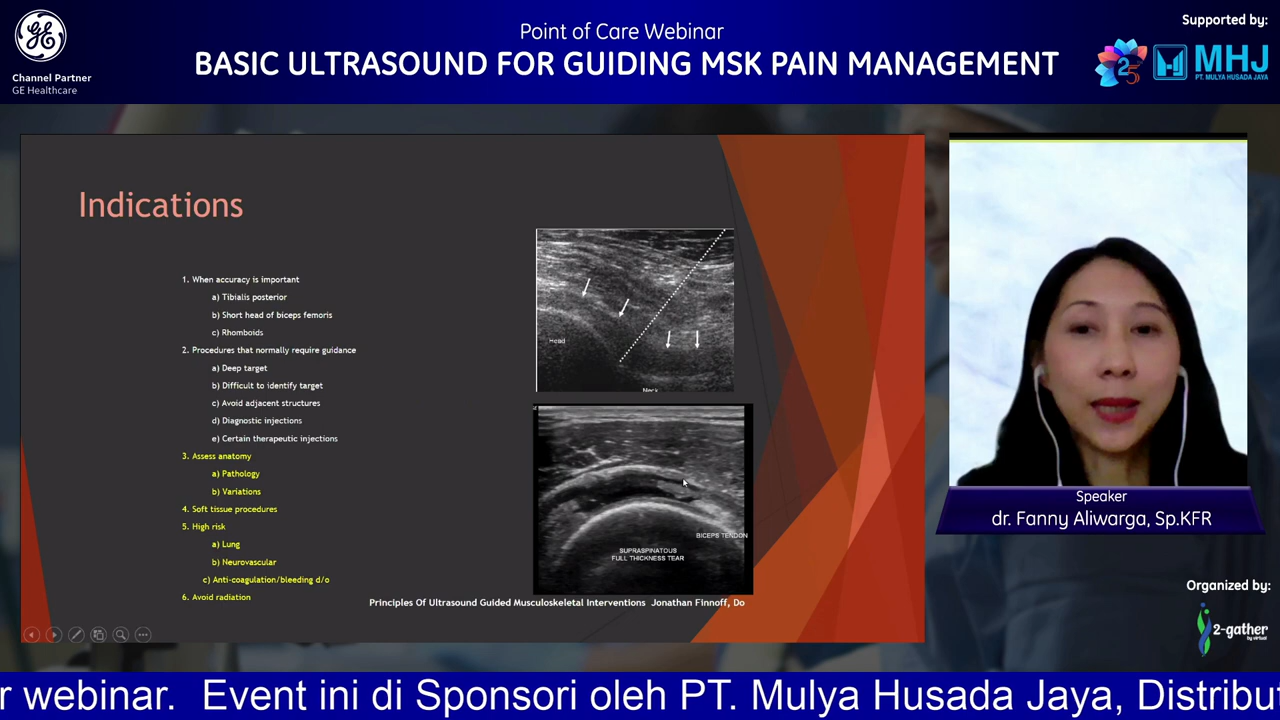 Channel Partner
GE Healthcare
Point of Care Webinar
BASIC ULTRASOUND FOR GUIDING MSK PAIN MANAGEMENT
Supported by:
25
MHJ
PT. MULYA HUSADA JAYA
Indications
1. When accuracy is important
a) Tibialis posterior
b) Short head of biceps femoris
c) Rhomboids
2. Procedures that normally require guidance
a) Deep target
b) Difficult to identify target
c) Avoid adjacent structures
d) Diagnostic injections
e) Certain therapeutic injections
3. Assess anatomy
a) Pathology
b) Variations
4. Soft tissue procedures
5. High risk
a) Lung
b) Neurovascular
c) Anti-coagulation/bleeding d/o
6. Avoid radiation
Head
Neck
BICEPS TENDON
SUPRASPINATOUS
FULL THICKNESS TEAR
Principles Of Ultrasound Guided Musculoskeletal Interventions Jonathan Finnoff, Do
Speaker
dr. Fanny Aliwarga, Sp.KFR
Organized by:
2-gather
by virtual
r webinar. Event ini di Sponsori oleh PT. Mulya Husada Jaya, Distribu